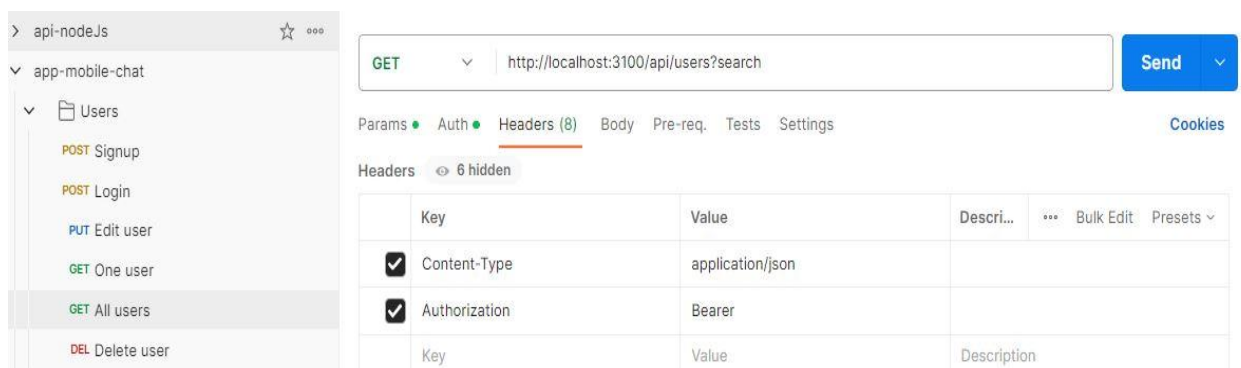 api-nodeJs
app-mobile-chat
Users
POST Signup
POST Login
PUT Edit user
GET One user
GET All users
DEL Delete user
GET http://localhost:3100/api/users?search Send
Params Auth Headers (8) Body Pre-req. Tests Settings Cookies
Headers 6 hidden
Key Value Descri... Bulk Edit Presets
Content-Type application/json
Authorization Bearer
Key Value Description